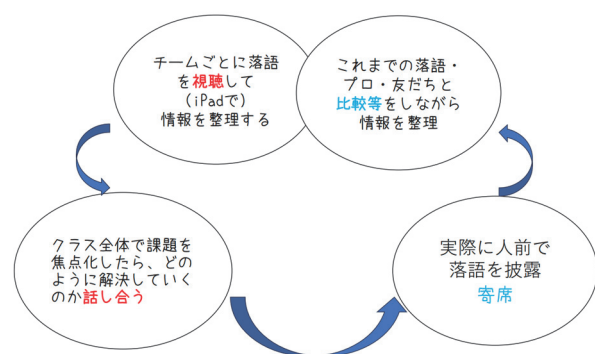 チームごとに落語
を視聴して
(iPadで)
情報を整理する
これまでの落語・
プロ・友だちと
比較等をしながら
情報を整理
クラス全体で課題を
焦点化したら、どの
ように解決していく
のか話し合う
実際に人前で
落語を披露
寄席